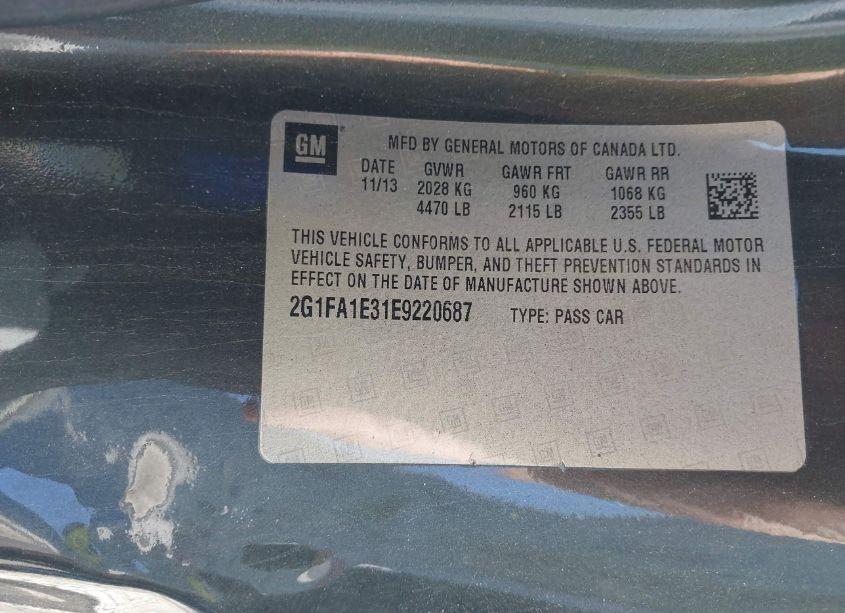 GM
MFD BY GENERAL MOTORS OF CANADA LTD.
DATE GVWR GAWR FRT GAWR RR
11/13 2028 KG 960 KG 1068 KG
4470 LB 2115 LB 2355 LB
THIS VEHICLE CONFORMS TO ALL APPLICABLE U.S. FEDERAL MOTOR
VEHICLE SAFETY, BUMPER, AND THEFT PREVENTION STANDARDS IN
EFFECT ON THE DATE OF MANUFACTURE SHOWN ABOVE.
2G1FA1E31E9220687 TYPE: PASS CAR